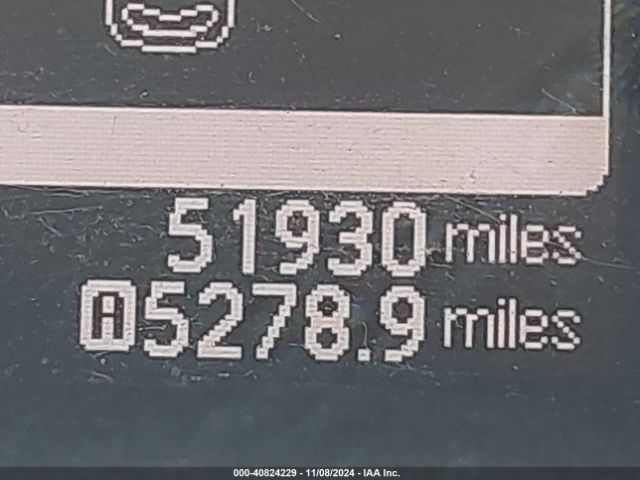 51930 miles
A 5278.9 miles
000-40824229 - 11/08/2024 - IAA Inc.